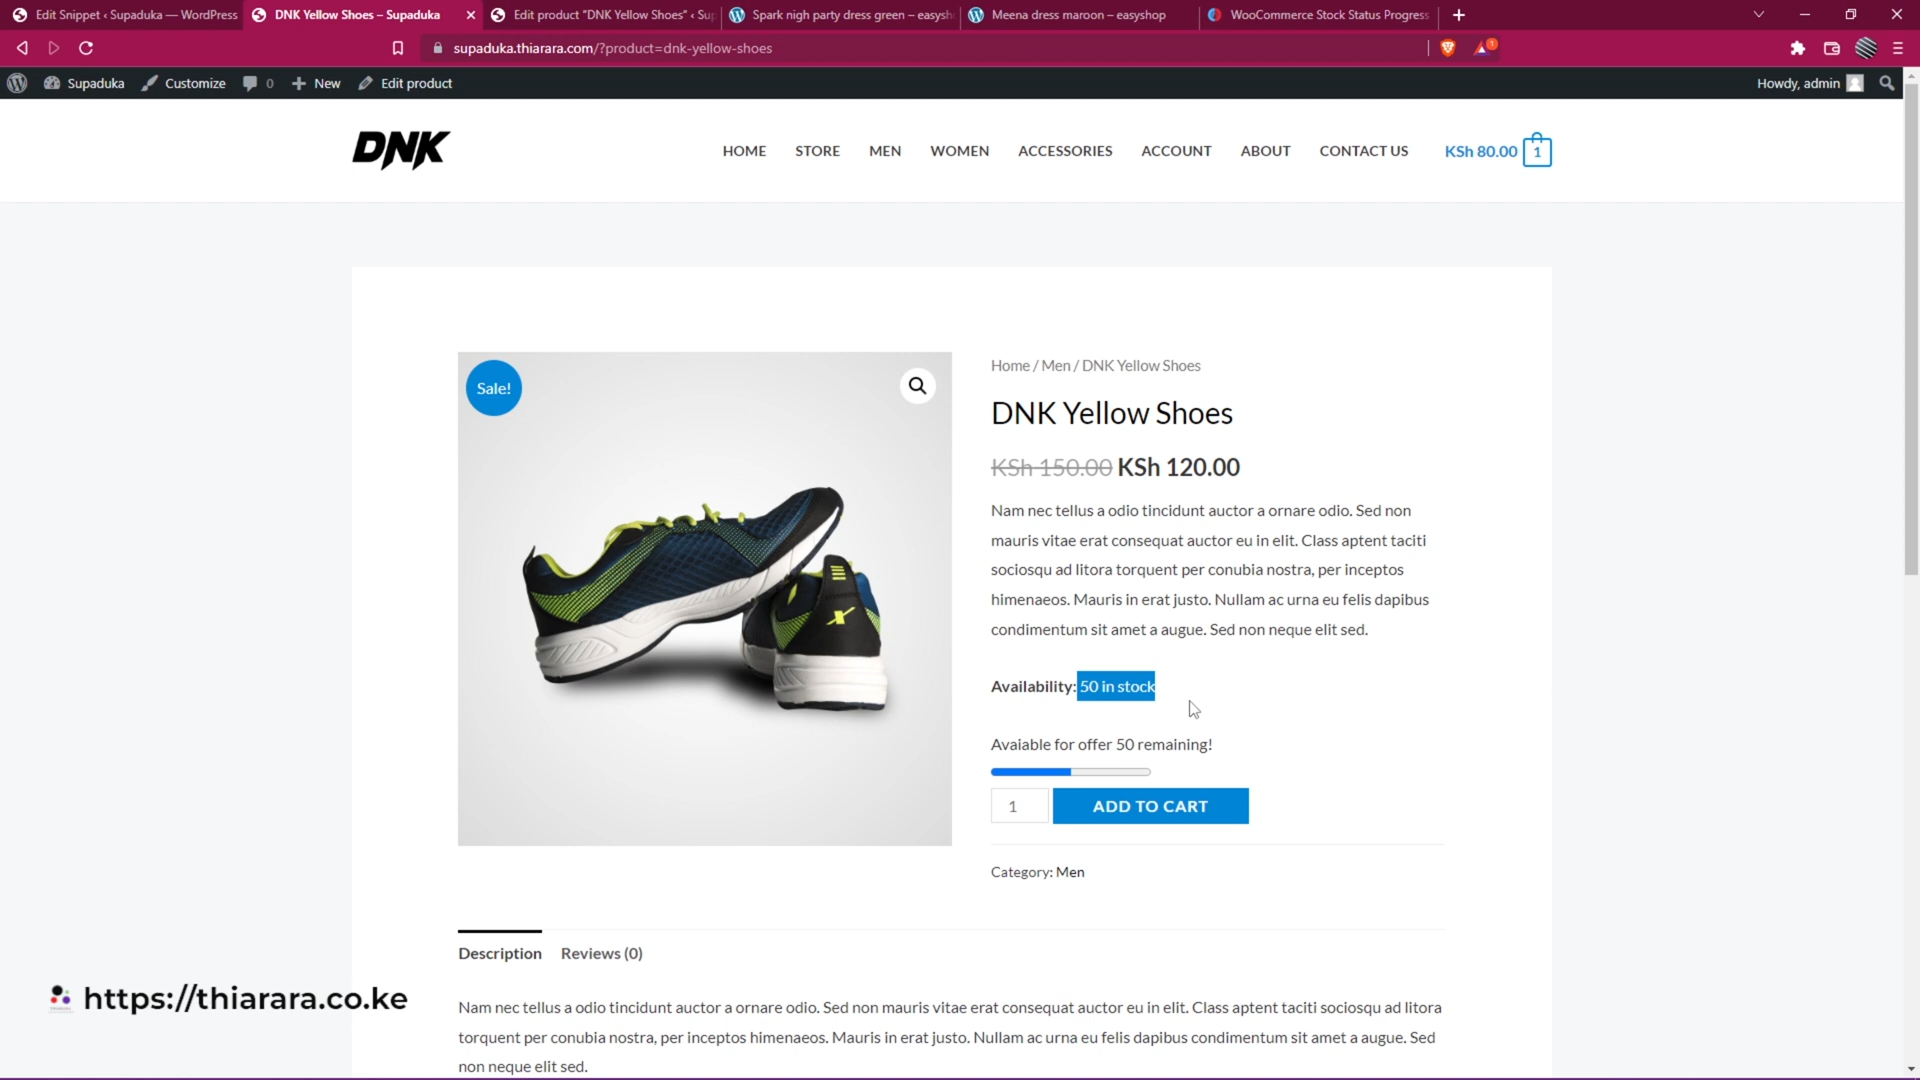 Edit Snippet ‹ Supaduka — WordPress
DNK Yellow Shoes – Supaduka
Edit product “DNK Yellow Shoes” ‹ Sup
Spark nigh party dress green – easysh
Meena dress maroon – easyshop
WooCommerce Stock Status Progress
supaduka.thiarara.com/?product=dnk-yellow-shoes
1
Supaduka
Customize
0
New
Edit product
Howdy, admin
DNK
HOME
STORE
MEN
WOMEN
ACCESSORIES
ACCOUNT
ABOUT
CONTACT US
KSh 80.00
1
Sale!
Home / Men / DNK Yellow Shoes
DNK Yellow Shoes
KSh 150.00 KSh 120.00
Nam nec tellus a odio tincidunt auctor a ornare odio. Sed non
mauris vitae erat consequat auctor eu in elit. Class aptent taciti
sociosqu ad litora torquent per conubia nostra, per inceptos
himenaeos. Mauris in erat justo. Nullam ac urna eu felis dapibus
condimentum sit amet a augue. Sed non neque elit sed.
Availability: 50 in stock
Avaiable for offer 50 remaining!
1
ADD TO CART
Category: Men
Description
Reviews (0)
https://thiarara.co.ke
Nam nec tellus a odio tincidunt auctor a ornare odio. Sed non mauris vitae erat consequat auctor eu in elit. Class aptent taciti sociosqu ad litora
torquent per conubia nostra, per inceptos himenaeos. Mauris in erat justo. Nullam ac urna eu felis dapibus condimentum sit amet a augue. Sed
non neque elit sed.